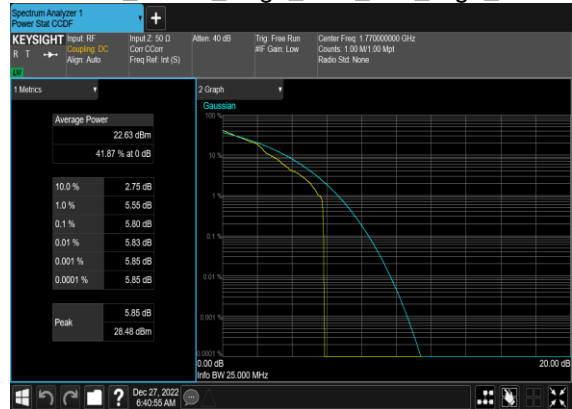 Spectrum Analyzer 1
Power Stat CCDF
+
KEYSIGHT
R T
LW
Input: RF
Coupling: DC
Align: Auto
Input Z: 50 Ω
Corr CCorr
Freq Ref: Int (S)
Atten: 40 dB
Trig: Free Run
#IF Gain: Low
Center Freq: 1.770000000 GHz
Counts: 1.00 M/1.00 Mpt
Radio Std: None
1 Metrics
Average Power
22.63 dBm
41.87 % at 0 dB
10.0 % 2.75 dB
1.0 % 5.55 dB
0.1 % 5.80 dB
0.01 % 5.83 dB
0.001 % 5.85 dB
0.0001 % 5.85 dB
Peak
5.85 dB
28.48 dBm
2 Graph
Gaussian
100 %
10 %
1 %
0.1 %
0.01 %
0.001 %
0.0001 %
0.00 dB 20.00 dB
Info BW 25.000 MHz
?
Dec 27, 2022
6:40:55 AM